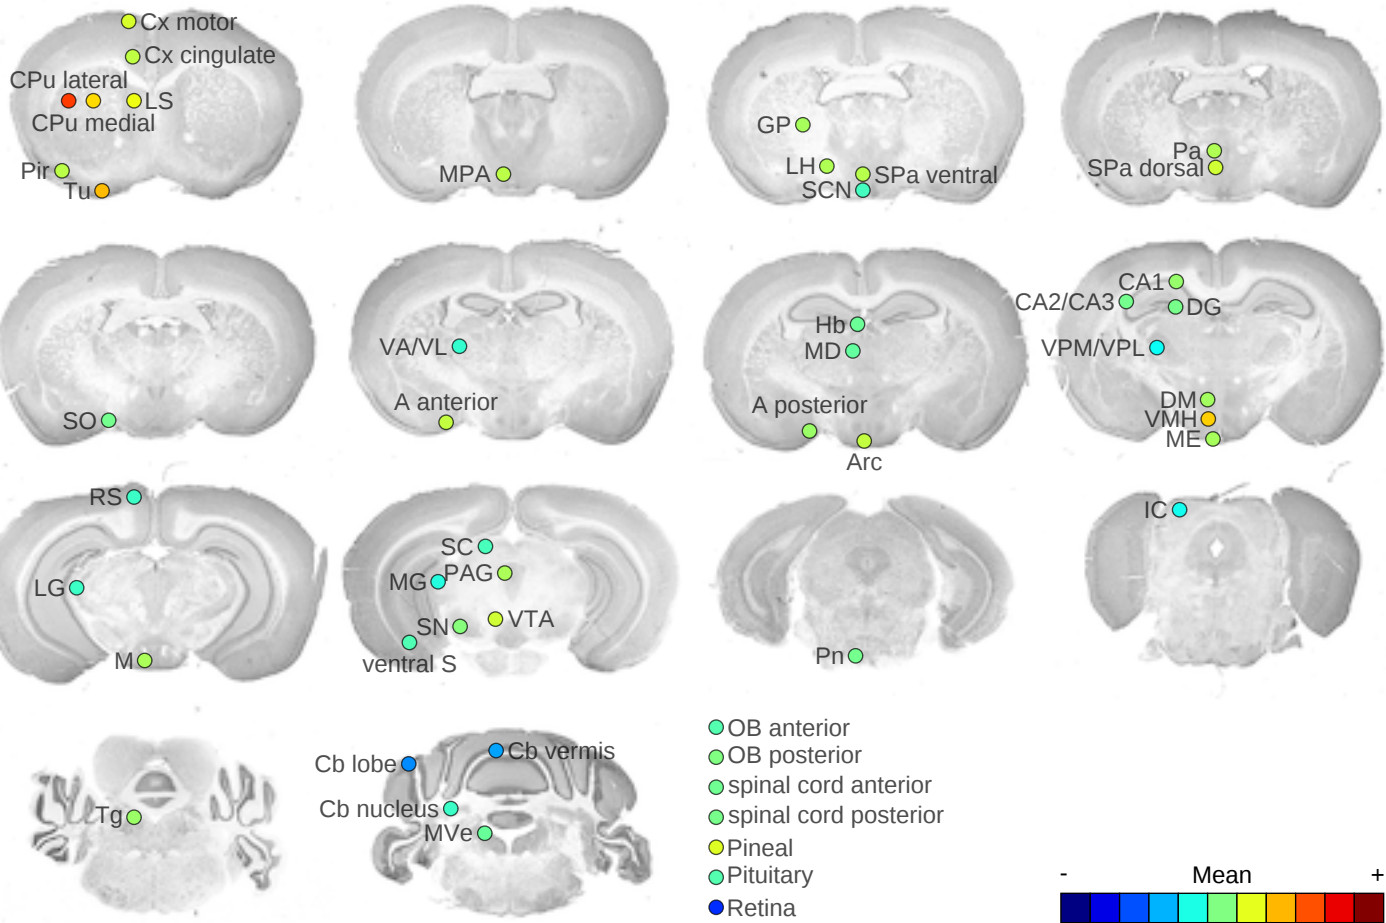 Cx motor
Cx cingulate
CPu lateral
LS
CPu medial
Pir
Tu
MPA
GP
LH
SPa ventral
SCN
Pa
SPa dorsal
SO
VA/VL
A anterior
Hb
MD
A posterior
Arc
CA1
CA2/CA3
DG
VPM/VPL
DM
VMH
ME
RS
LG
M
SC
MG
PAG
SN
VTA
ventral S
Pn
IC
Tg
Cb lobe
Cb vermis
Cb nucleus
MVe
OB anterior
OB posterior
spinal cord anterior
spinal cord posterior
Pineal
Pituitary
Retina
- Mean +